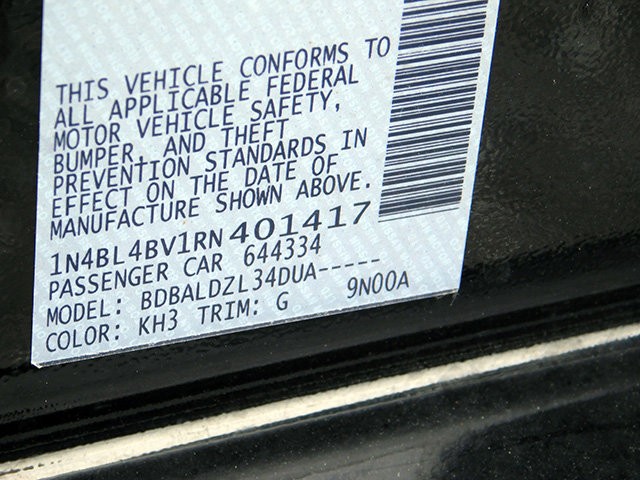 THIS VEHICLE CONFORMS TO
ALL APPLICABLE FEDERAL
MOTOR VEHICLE SAFETY,
BUMPER, AND THEFT
PREVENTION STANDARDS IN
EFFECT ON THE DATE OF
MANUFACTURE SHOWN ABOVE.
1N4BL4BV1RN401417
PASSENGER CAR 644334
MODEL: BDBALDZL34DUA-----
COLOR: KH3 TRIM: G 9N00A